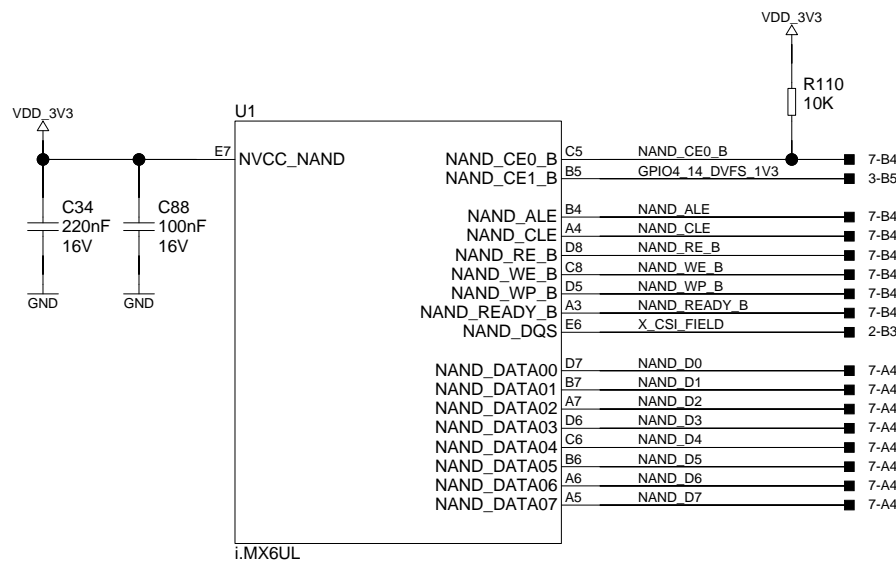 VDD_3V3
R110
10K
U1
VDD_3V3
E7 NVCC_NAND NAND_CE0_B C5 NAND_CE0_B 7-B4
NAND_CE1_B B5 GPIO4_14_DVFS_1V3 3-B5
C34
220nF
16V
C88
100nF
16V
GND
GND
NAND_ALE B4 NAND_ALE 7-B4
NAND_CLE A4 NAND_CLE 7-B4
NAND_RE_B D8 NAND_RE_B 7-B4
NAND_WE_B C8 NAND_WE_B 7-B4
NAND_WP_B D5 NAND_WP_B 7-B4
NAND_READY_B A3 NAND_READY_B 7-B4
NAND_DQS E6 X_CSI_FIELD 2-B3
NAND_DATA00 D7 NAND_D0 7-A4
NAND_DATA01 B7 NAND_D1 7-A4
NAND_DATA02 A7 NAND_D2 7-A4
NAND_DATA03 D6 NAND_D3 7-A4
NAND_DATA04 C6 NAND_D4 7-A4
NAND_DATA05 B6 NAND_D5 7-A4
NAND_DATA06 A6 NAND_D6 7-A4
NAND_DATA07 A5 NAND_D7 7-A4
i.MX6UL